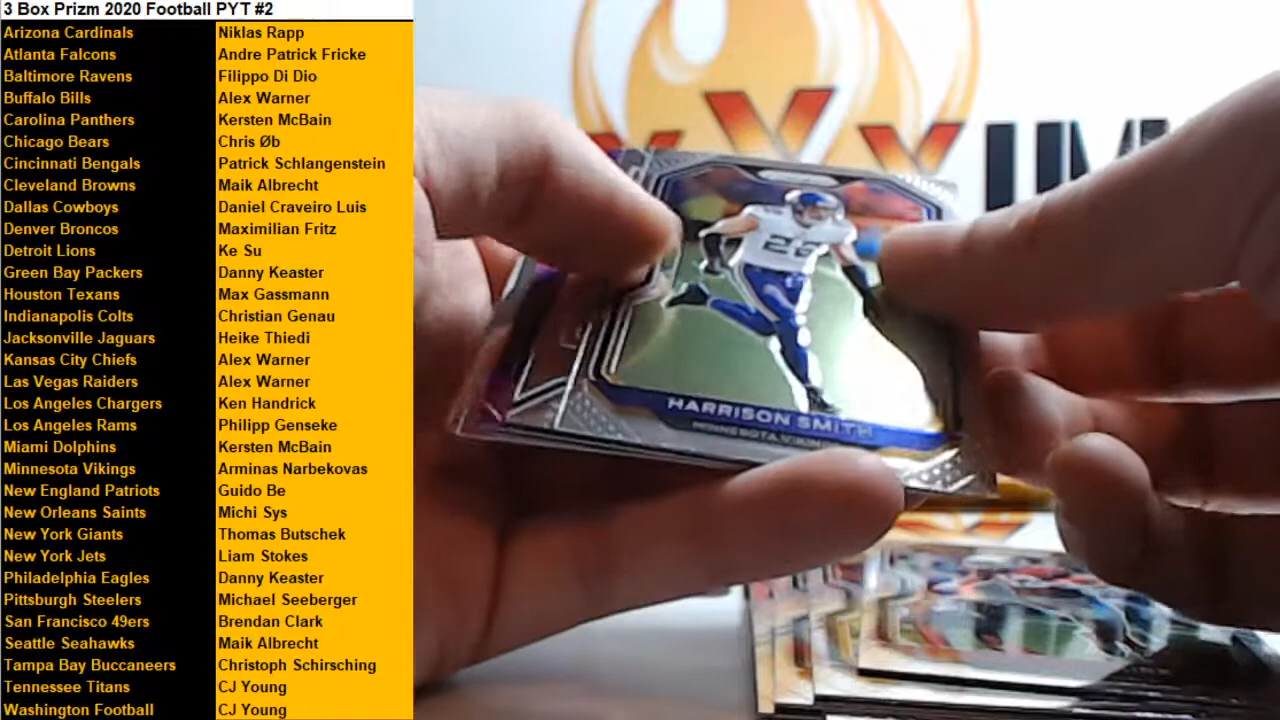 3 Box Prizm 2020 Football PYT #2
Arizona Cardinals Niklas Rapp
Atlanta Falcons Andre Patrick Fricke
Baltimore Ravens Filippo Di Dio
Buffalo Bills Alex Warner
Carolina Panthers Kersten McBain
Chicago Bears Chris Øb
Cincinnati Bengals Patrick Schlangenstein
Cleveland Browns Maik Albrecht
Dallas Cowboys Daniel Craveiro Luis
Denver Broncos Maximilian Fritz
Detroit Lions Ke Su
Green Bay Packers Danny Keaster
Houston Texans Max Gassmann
Indianapolis Colts Christian Genau
Jacksonville Jaguars Heike Thiedi
Kansas City Chiefs Alex Warner
Las Vegas Raiders Alex Warner
Los Angeles Chargers Ken Handrick
Los Angeles Rams Philipp Genseke
Miami Dolphins Kersten McBain
Minnesota Vikings Arminas Narbekovas
New England Patriots Guido Be
New Orleans Saints Michi Sys
New York Giants Thomas Butschek
New York Jets Liam Stokes
Philadelphia Eagles Danny Keaster
Pittsburgh Steelers Michael Seeberger
San Francisco 49ers Brendan Clark
Seattle Seahawks Maik Albrecht
Tampa Bay Buccaneers Christoph Schirsching
Tennessee Titans CJ Young
Washington Football CJ Young
22
HARRISON SMITH
MINNESOTA